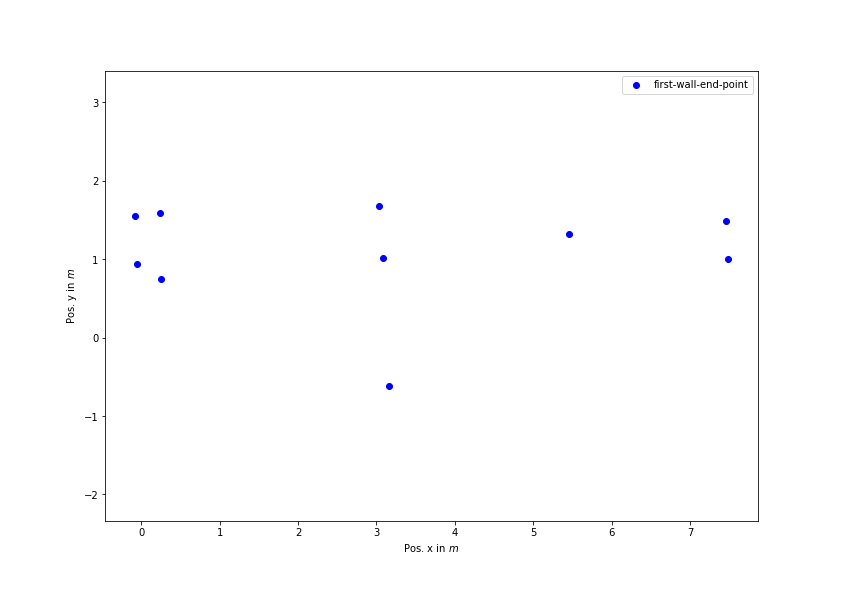 first-wall-end-point
3
2
1
0
−1
−2
Pos. y in m
0 1 2 3 4 5 6 7
Pos. x in m